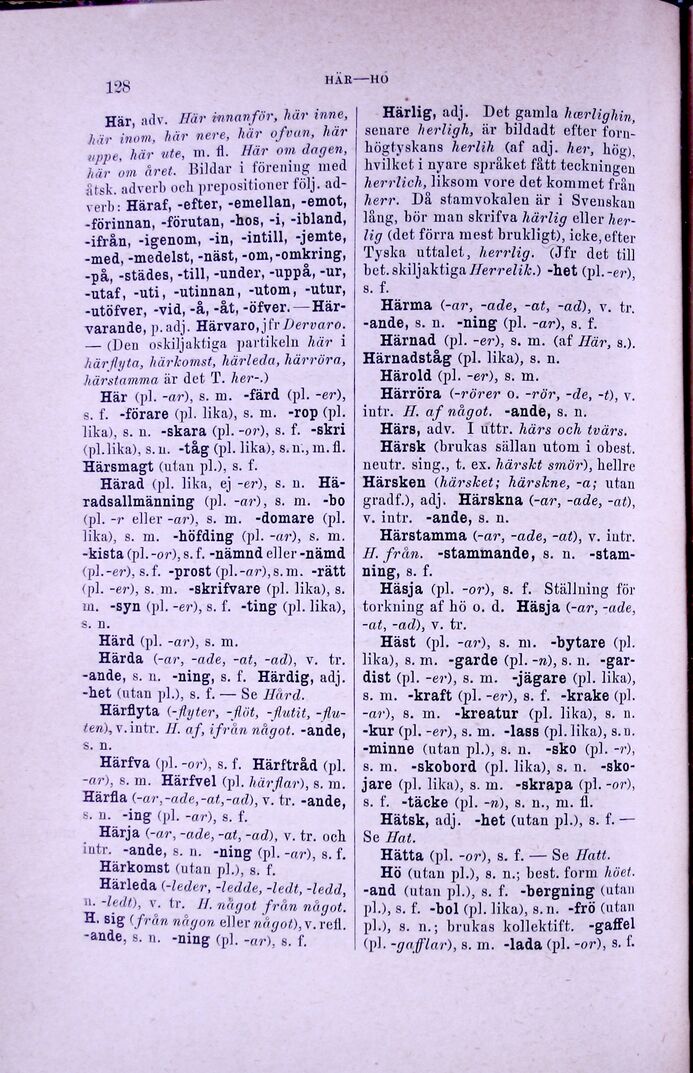 128
HÄR—HÖ
Här, adv. Här innanför, här inne,
här inom, här nere, här ofvan, här
uppe, här ute, m. fl. Här om dagen,
här om året. Bildar i förening med
åtsk. adverb och prepositioner följ. ad-
verb: Häraf, -efter, -emellan, -emot,
-förinnan, -förutan, -hos, -i, -ibland,
-ifrån, -igenom, -in, -intill, -jemte,
-med, -medelst, -näst, -om, -omkring,
-på, -städes, -till, -under, -uppå, -ur,
-utaf, -uti, -utinnan, -utom, -utur,
-utöfver, -vid, -å, -åt, -öfver. — Här-
varande, p. adj. Härvaro, jfr Dervaro.
— (Den oskiljaktiga partikeln här i
härflyta, härkomst, härleda, härröra,
härstamma är det T. her-.)
Här (pl. -ar), s. m. -färd (pl. -er),
s. f. -förare (pl. lika), s. m. -rop (pl.
lika), s. n. -skara (pl. -or), s. f. -skri
(pl. lika), s. n. -tåg (pl. lika), s. n., m. fl.
Härsmagt (utan pl.), s. f.
Härad (pl. lika, ej -er), s. n. Hä-
radsallmänning (pl. -ar), s. m. -bo
(pl. -r eller -ar), s. m. -domare (pl.
lika), s. m. -höfding (pl. -ar), s. m.
-kista (pl. -or), s. f. -nämnd eller -nämd
(pl. -er), s. f. -prost (pl. -ar), s. m. -rätt
(pl. -er), s. m. -skrifvare (pl. lika), s.
m. -syn (pl. -er), s. f. -ting (pl. lika),
s. n.
Härd (pl. -ar), s. m.
Härda (-ar, -ade, -at, -ad), v. tr.
-ande, s. n. -ning, s. f. Härdig, adj.
-het (utan pl.), s. f. — Se Hård.
Härflyta (-flyter, -flöt, -flutit, -flu-
ten), v. intr. H. af, ifrån något. -ande,
s. n.
Härfva (pl. -or), s. f. Härftråd (pl.
-ar), s. m. Härfvel (pl. härflar), s. m.
Härfla (-ar, -ade, -at, -ad), v. tr. -ande,
s. n. -ing (pl. -ar), s. f.
Härja (-ar, -ade, -at, -ad), v. tr. och
intr. -ande, s. n. -ning (pl. -ar), s. f.
Härkomst (utan pl.), s. f.
Härleda (-leder, -ledde, -ledt, -ledd,
n. -ledt), v. tr. H. något från något.
H. sig (från någon eller något), v. refl.
-ande, s. n. -ning (pl. -ar), s. f.
Härlig, adj. Det gamla hærlighin,
senare herligh, är bildadt efter forn-
högtyskans herlih (af adj. her, hög),
hvilket i nyare språket fått teckningen
herrlich, liksom vore det kommet från
herr. Då stamvokalen är i Svenskan
lång, bör man skrifva härlig eller her-
lig (det förra mest brukligt), icke, efter
Tyska uttalet, herrlig. (Jfr det till
bet. skiljaktiga Herrelik.) -het (pl. -er),
s. f.
Härma (-ar, -ade, -at, -ad), v. tr.
-ande, s. n. -ning (pl. -ar), s. f.
Härnad (pl. -er), s. m. (af Här, s.).
Härnadståg (pl. lika), s. n.
Härold (pl. -er), s. m.
Härröra (-rörer o. -rör, -de, -t), v.
intr. H. af något. -ande, s. n.
Härs, adv. I uttr. härs och tvärs.
Härsk (brukas sällan utom i obest.
neutr. sing., t. ex. härskt smör), hellre
Härsken (härsket; härskne, -a; utan
gradf.), adj. Härskna (-ar, -ade, -at),
v. intr. -ande, s. n.
Härstamma (-ar, -ade, -at), v. intr.
H. från. -stammande, s. n. -stam-
ning, s. f.
Häsja (pl. -or), s. f. Ställning för
torkning af hö o. d. Häsja (-ar, -ade,
-at, -ad), v. tr.
Häst (pl. -ar), s. m. -bytare (pl.
lika), s. m. -garde (pl. -n), s. n. -gar-
dist (pl. -er), s. m. -jägare (pl. lika),
s. m. -kraft (pl. -er), s. f. -krake (pl.
-ar), s. m. -kreatur (pl. lika), s. n.
-kur (pl. -er), s. m. -lass (pl. lika), s. n.
-minne (utan pl.), s. n. -sko (pl. -r),
s. m. -skobord (pl. lika), s. n. -sko-
jare (pl. lika), s. m. -skrapa (pl. -or),
s. f. -täcke (pl. -n), s. n., m. fl.
Hätsk, adj. -het (utan pl.), s. f. —
Se Hat.
Hätta (pl. -or), s. f. — Se Hatt.
Hö (utan pl.), s. n.; best. form höet.
-and (utan pl.), s. f. -bergning (utan
pl.), s. f. -bol (pl. lika), s. n. -frö (utan
pl.), s. n.; brukas kollektift. -gaffel
(pl. -gafflar), s. m. -lada (pl. -or), s. f.